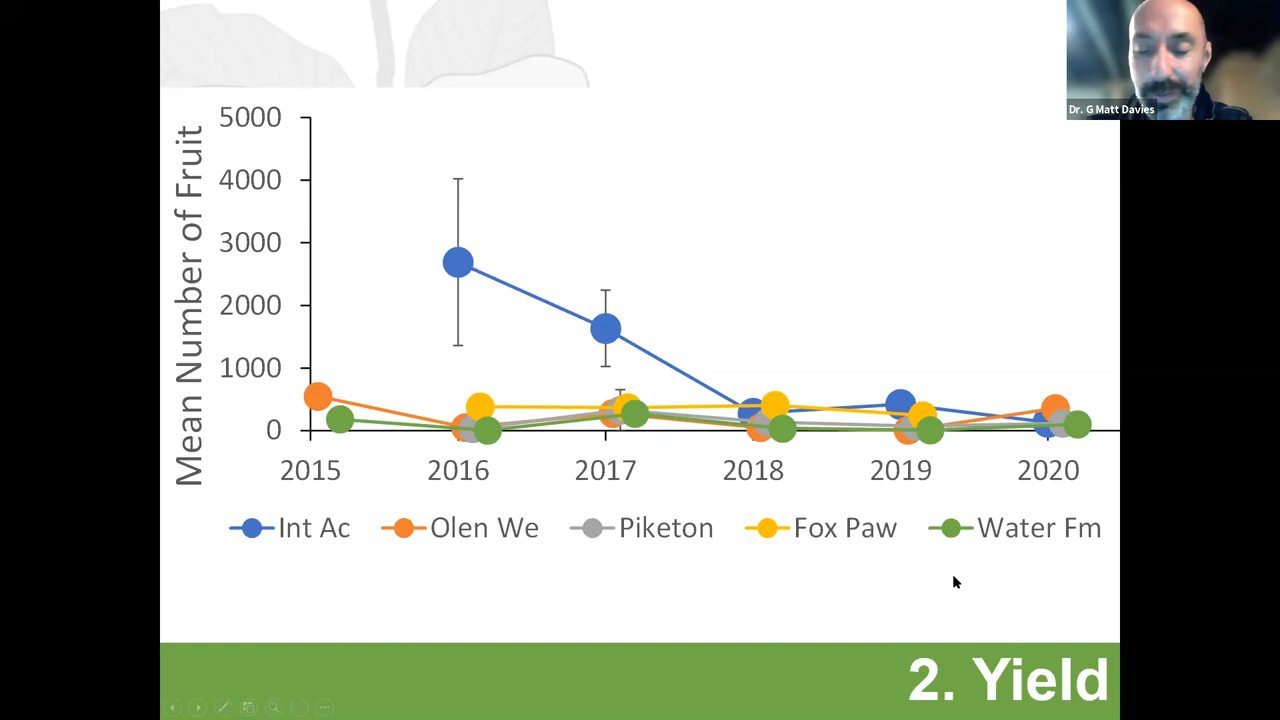 Dr. G Matt Davies
Mean Number of Fruit
5000
4000
3000
2000
1000
0
2015 2016 2017 2018 2019 2020
Int Ac Olen We Piketon Fox Paw Water Fm
2. Yield